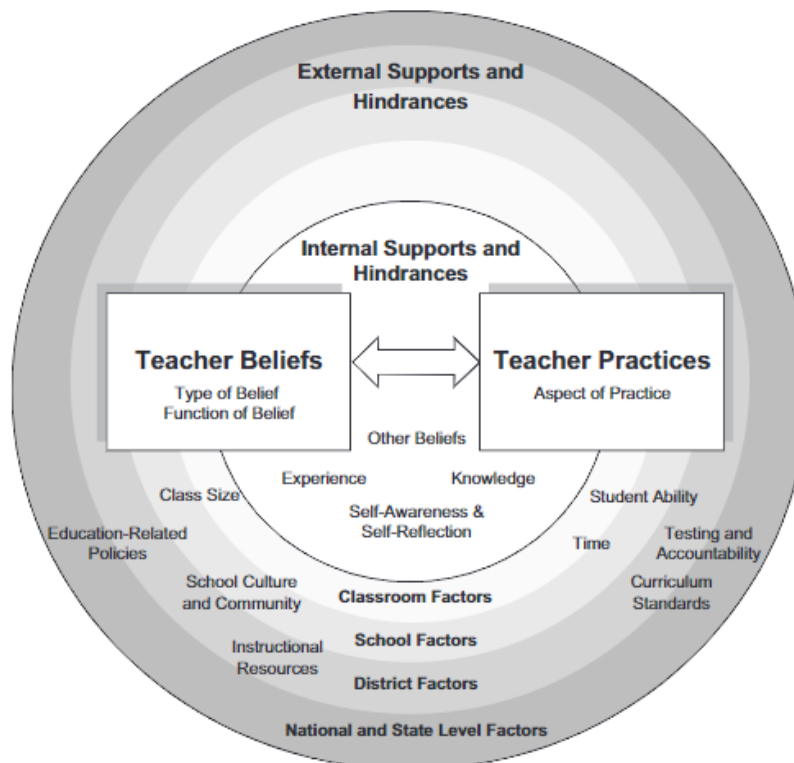 External Supports and
Hindrances
Internal Supports and
Hindrances
Teacher Beliefs
Type of Belief
Function of Belief
Teacher Practices
Aspect of Practice
Other Beliefs
Experience
Knowledge
Self-Awareness &
Self-Reflection
Class Size
Student Ability
Education-Related
Policies
Time
Testing and
Accountability
School Culture
and Community
Curriculum
Standards
Classroom Factors
Instructional
Resources
School Factors
District Factors
National and State Level Factors